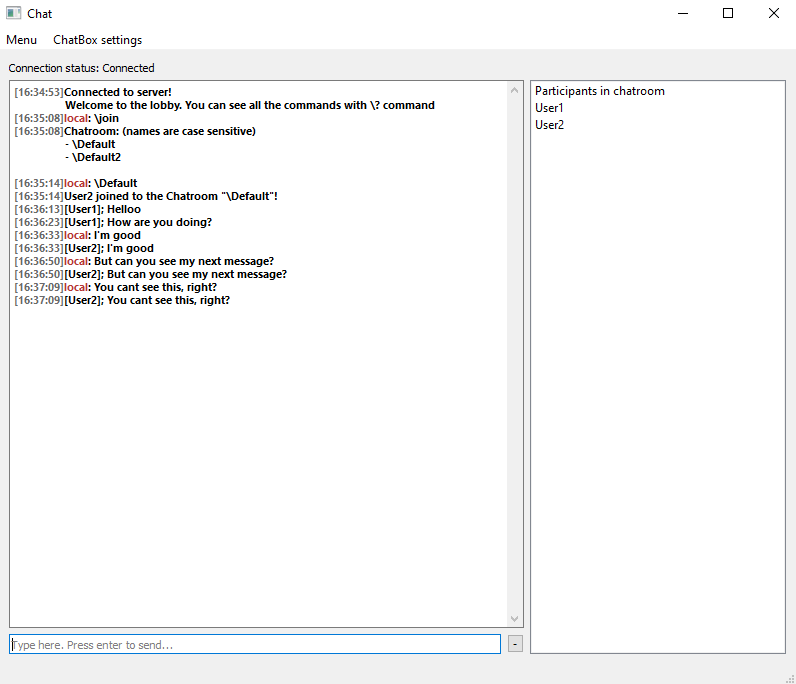 Chat
Menu ChatBox settings
Connection status: Connected
[16:34:53]Connected to server!
Welcome to the lobby. You can see all the commands with \? command
[16:35:08]local: \join
[16:35:08]Chatroom: (names are case sensitive)
- \Default
- \Default2
[16:35:14]local: \Default
[16:35:14]User2 joined to the Chatroom "\Default"!
[16:36:13][User1]; Helloo
[16:36:23][User1]; How are you doing?
[16:36:33]local: I'm good
[16:36:33][User2]; I'm good
[16:36:50]local: But can you see my next message?
[16:36:50][User2]; But can you see my next message?
[16:37:09]local: You cant see this, right?
[16:37:09][User2]; You cant see this, right?
Type here. Press enter to send...
-
Participants in chatroom
User1
User2